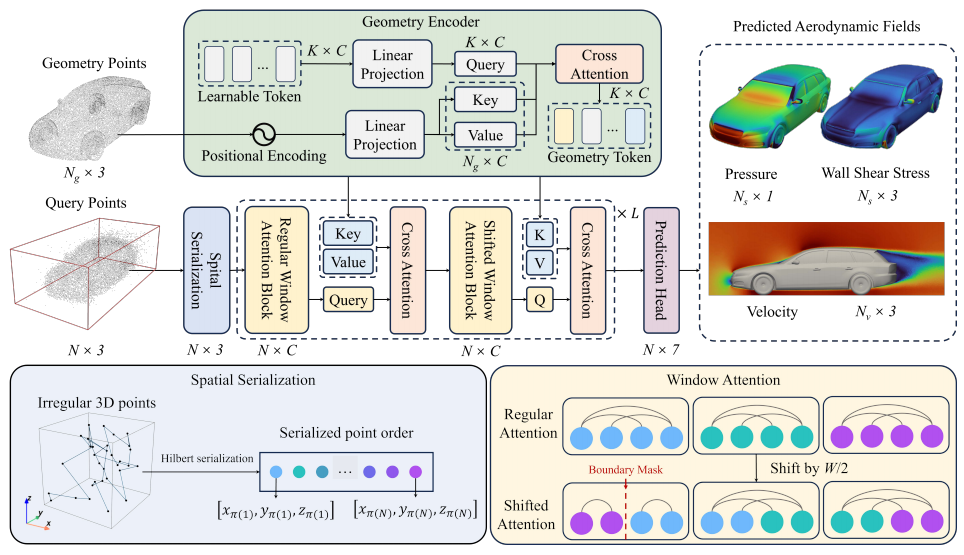 Geometry Encoder
Predicted Aerodynamic Fields
Geometry Points
N_g × 3
Learnable Token
K × C
Linear
Projection
K × C
Query
Key
Value
N_g × C
Cross
Attention
K × C
Geometry Token
Positional Encoding
Linear
Projection
Pressure
N_s × 1
Wall Shear Stress
N_s × 3
Velocity
N_v × 3
Query Points
N × 3
Spital
Serialization
N × 3
Regular Window
Attention Block
N × C
Key
Value
Query
Cross Attention
Shifted Window
Attention Block
N × C
K
V
Q
Cross Attention
× L
Prediction Head
N × 7
Spatial Serialization
Irregular 3D points
z
y
x
Hilbert serialization
Serialized point order
...
[x_π(1), y_π(1), z_π(1)]
[x_π(N), y_π(N), z_π(N)]
Window Attention
Regular
Attention
Boundary Mask
Shift by W/2
Shifted
Attention